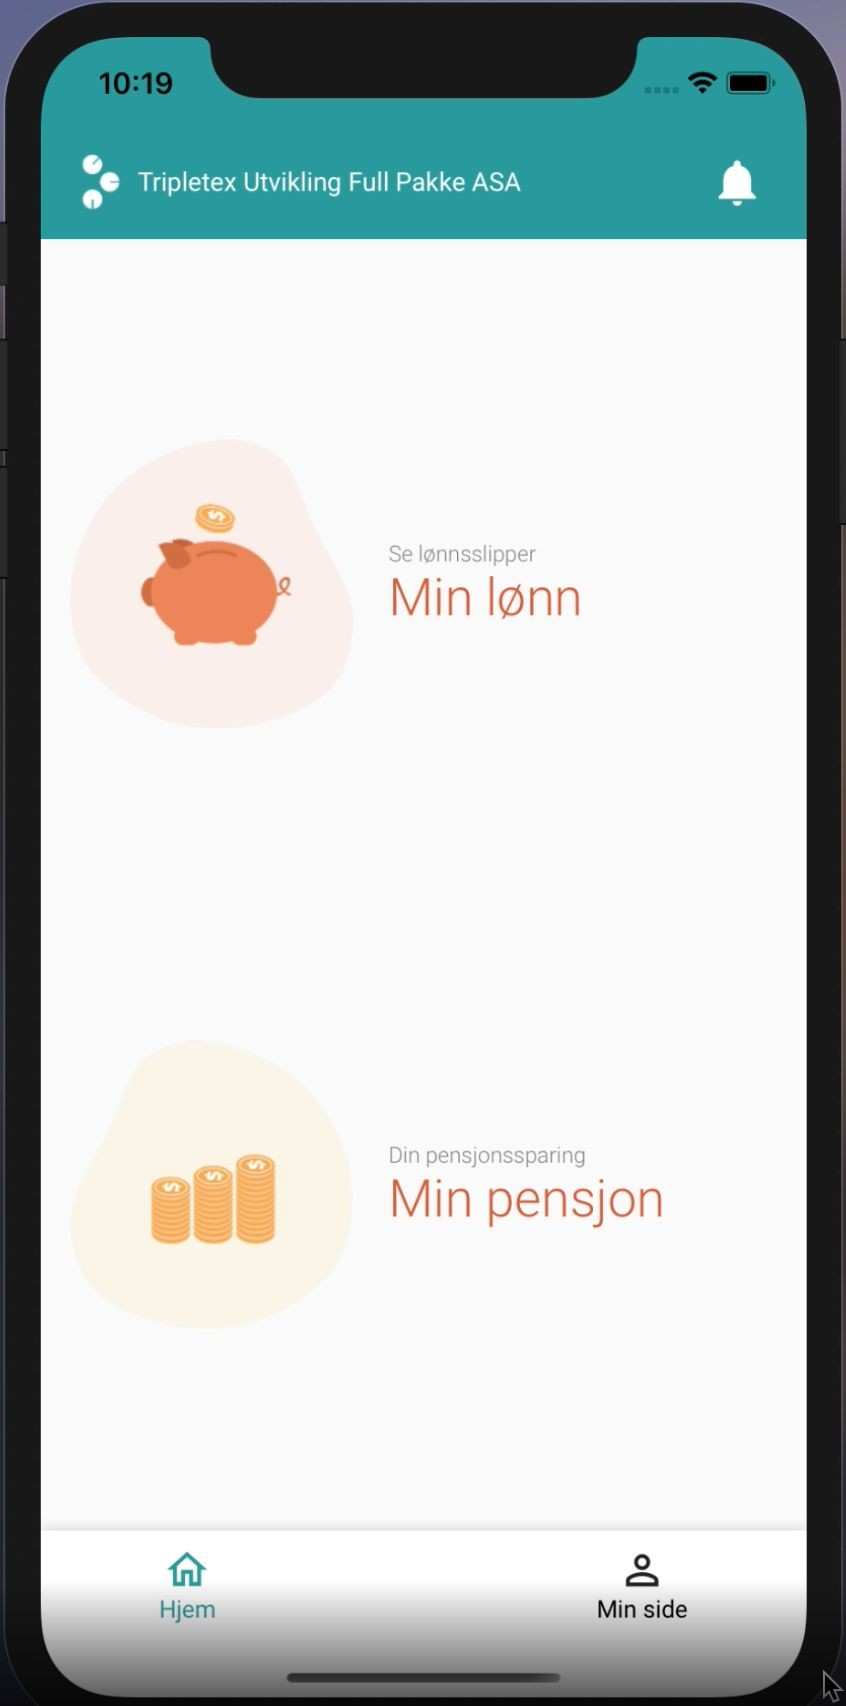 10:19
Tripletex Utvikling Full Pakke ASA
Se lønnsslipper
Min lønn
Din pensjonssparing
Min pensjon
Hjem
Min side